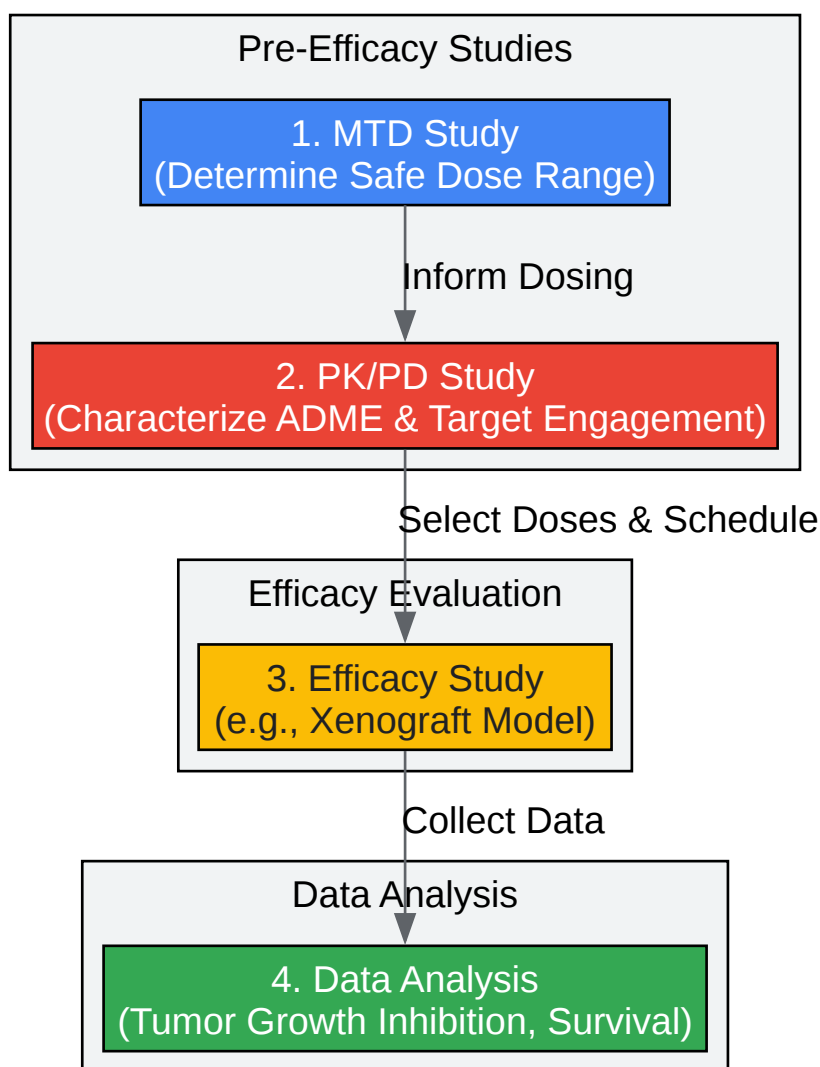 Pre-Efficacy Studies
1. MTD Study
(Determine Safe Dose Range)
Inform Dosing
2. PK/PD Study
(Characterize ADME & Target Engagement)
Select Doses & Schedule
Efficacy Evaluation
3. Efficacy Study
(e.g., Xenograft Model)
Collect Data
Data Analysis
4. Data Analysis
(Tumor Growth Inhibition, Survival)